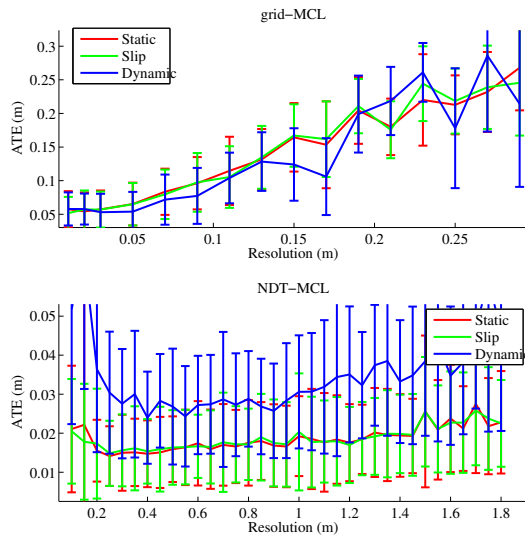 grid−MCL
Static
Slip
Dynamic
ATE (m)
0.3
0.25
0.2
0.15
0.1
0.05
0.05 0.1 0.15 0.2 0.25
Resolution (m)
NDT−MCL
Static
Slip
Dynamic
ATE (m)
0.05
0.04
0.03
0.02
0.01
0.2 0.4 0.6 0.8 1 1.2 1.4 1.6 1.8
Resolution (m)